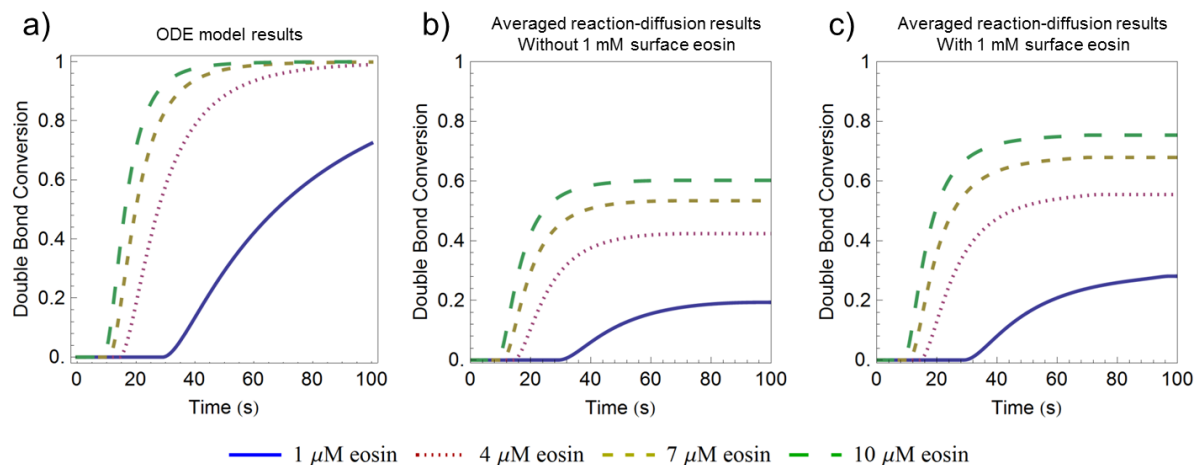 a)
ODE model results
Double Bond Conversion
1
0.8
0.6
0.4
0.2
0.
0 20 40 60 80 100
Time (s)
b)
Averaged reaction-diffusion results
Without 1 mM surface eosin
Double Bond Conversion
1
0.8
0.6
0.4
0.2
0.
0 20 40 60 80 100
Time (s)
c)
Averaged reaction-diffusion results
With 1 mM surface eosin
Double Bond Conversion
1
0.8
0.6
0.4
0.2
0.
0 20 40 60 80 100
Time (s)
1 μM eosin 4 μM eosin 7 μM eosin 10 μM eosin